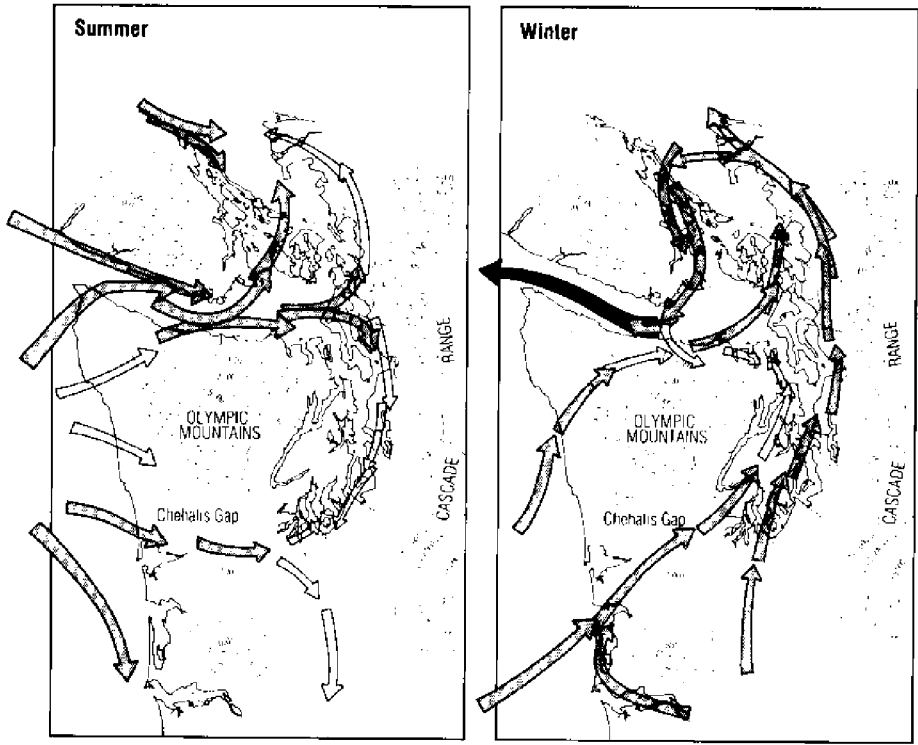 Summer
OLYMPIC
MOUNTAINS
Chehalis Gap
CASCADE RANGE
Winter
OLYMPIC
MOUNTAINS
Chehalis Gap
CASCADE RANGE